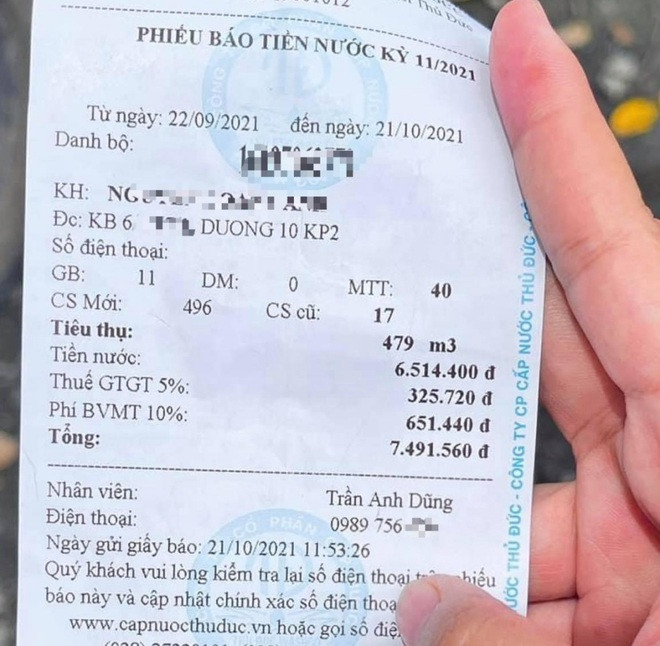 Thủ Đức
PHIẾU BÁO TIỀN NƯỚC KỲ 11/2021
Từ ngày: 22/09/2021 đến ngày: 21/10/2021
Danh bộ:
KH:
Đc: KB 6 DUONG 10 KP2
Số điện thoại:
GB: 11 DM: 0 MTT: 40
CS Mới: 496 CS cũ: 17
Tiêu thụ: 479 m3
Tiền nước: 6.514.400 đ
Thuế GTGT 5%: 325.720 đ
Phí BVMT 10%: 651.440 đ
Tổng: 7.491.560 đ
Nhân viên: Trần Anh Dũng
Điện thoại: 0989 756
Ngày gửi giấy báo: 21/10/2021 11:53:26
Quý khách vui lòng kiểm tra lại số điện thoại
báo này và cập nhật chính xác số điện
www.capnuocthuduc.vn hoặc gọi số
THỦ ĐỨC - CÔNG TY CP CẤP NƯỚC THỦ ĐỨC
CỔ PHẦN